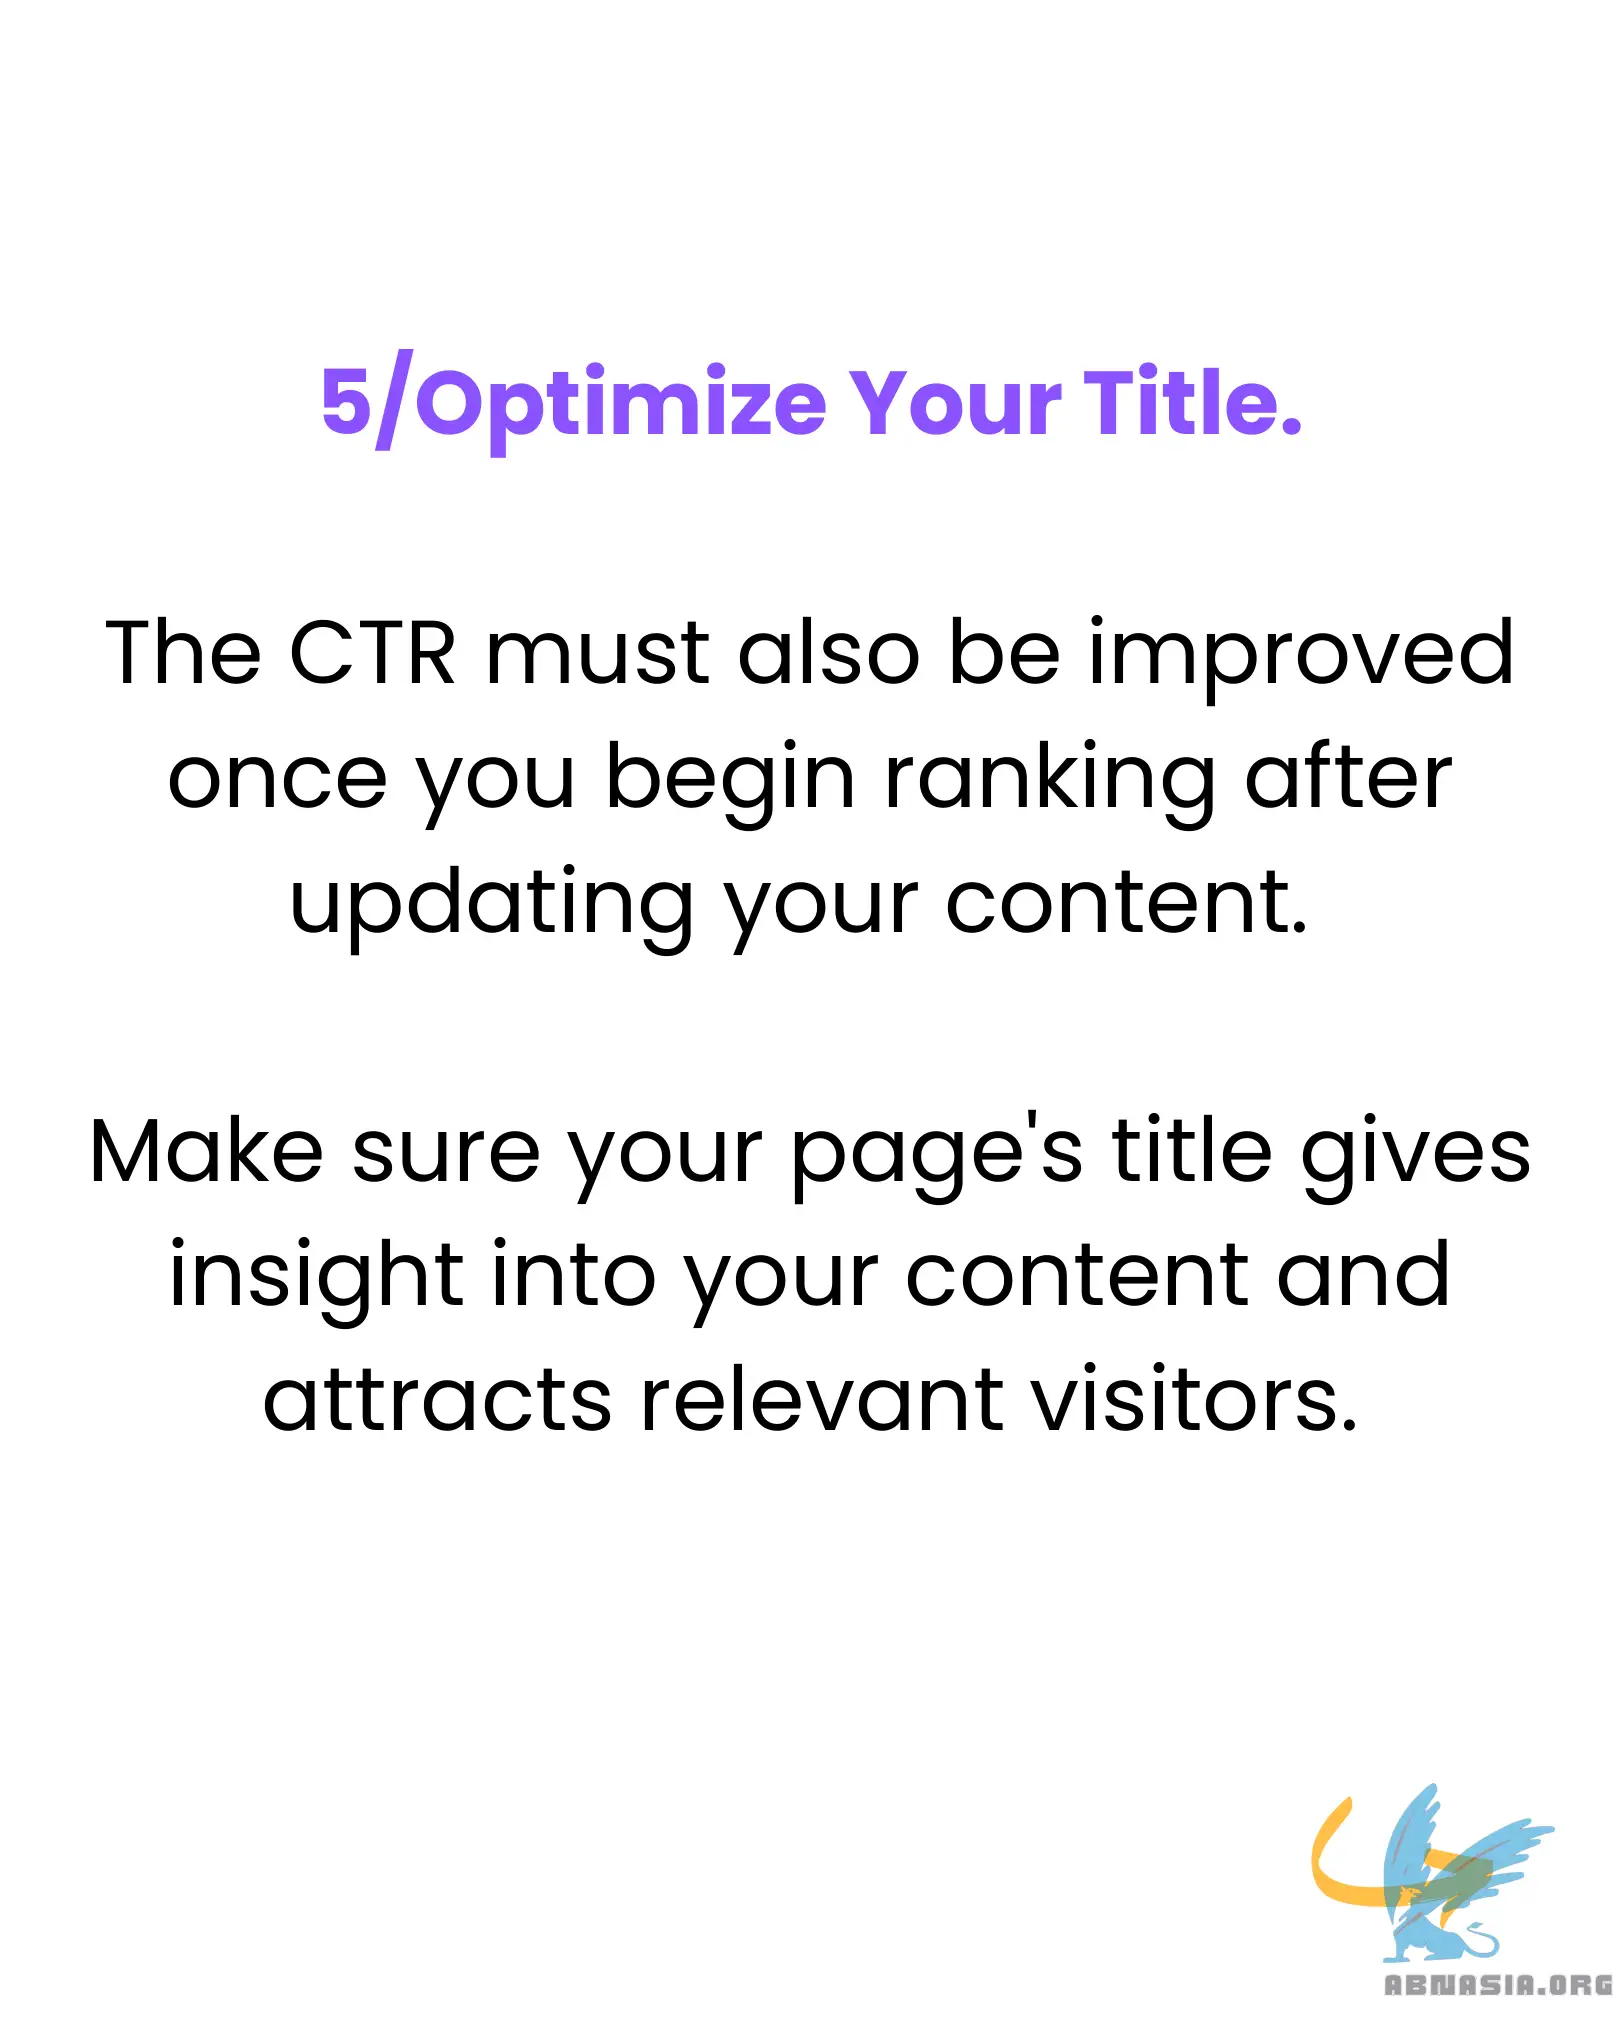 5/Optimize Your Title.
The CTR must also be improved
once you begin ranking after
updating your content.
Make sure your page's title gives
insight into your content and
attracts relevant visitors.
ABNASIA.ORG